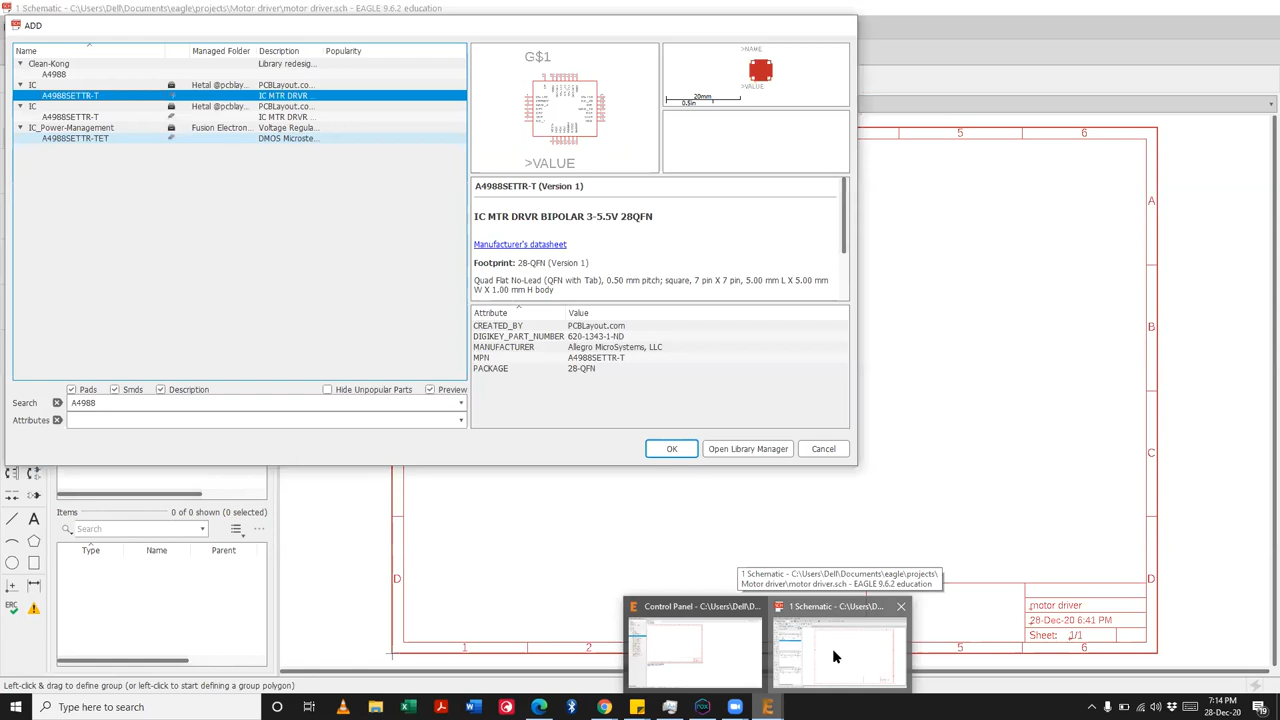 1 Schematic - C:\Users\Dell\Documents\eagle\projects\Motor driver\motor driver.sch - EAGLE 9.6.2 education
ADD
Name Managed Folder Description Popularity
Clean-Kong Library redesig...
A4988
IC Hetal @pcblay... PCBLayout.co...
A4988SETTR-T IC MTR DRVR ...
IC Hetal @pcblay... PCBLayout.co...
A4988SETTR-T IC MTR DRVR ...
IC_Power-Management Fusion Electron... Voltage Regula...
A4988SETTR-TET DMOS Microste...
Pads Smds Description Hide Unpopular Parts Preview
Search A4988
Attributes
G$1
>VALUE
>NAME
>VALUE
20mm
0.5in
A4988SETTR-T (Version 1)
IC MTR DRVR BIPOLAR 3-5.5V 28QFN
Manufacturer's datasheet
Footprint: 28-QFN (Version 1)
Quad Flat No-Lead (QFN with Tab), 0.50 mm pitch; square, 7 pin X 7 pin, 5.00 mm L X 5.00 mm
W X 1.00 mm H body
Attribute Value
CREATED_BY PCBLayout.com
DIGIKEY_PART_NUMBER 620-1343-1-ND
MANUFACTURER Allegro MicroSystems, LLC
MPN A4988SETTR-T
PACKAGE 28-QFN
OK Open Library Manager Cancel
5 6
A
B
C
D
D
Items 0 of 0 shown (0 selected)
Search
Type Name Parent
A
ERC
1 Schematic - C:\Users\Dell\Documents\eagle\projects\
Motor driver\motor driver.sch - EAGLE 9.6.2 education
Control Panel - C:\Users\Dell\D...
1 Schematic - C:\Users\D...
motor driver
28-Dec-20 6:41 PM
Sheet: 1/1
1 2 5 6
Left-click & drag to define group (or left-click to start defining a group polygon)
Type here to search
7:14 PM
28-Dec-20